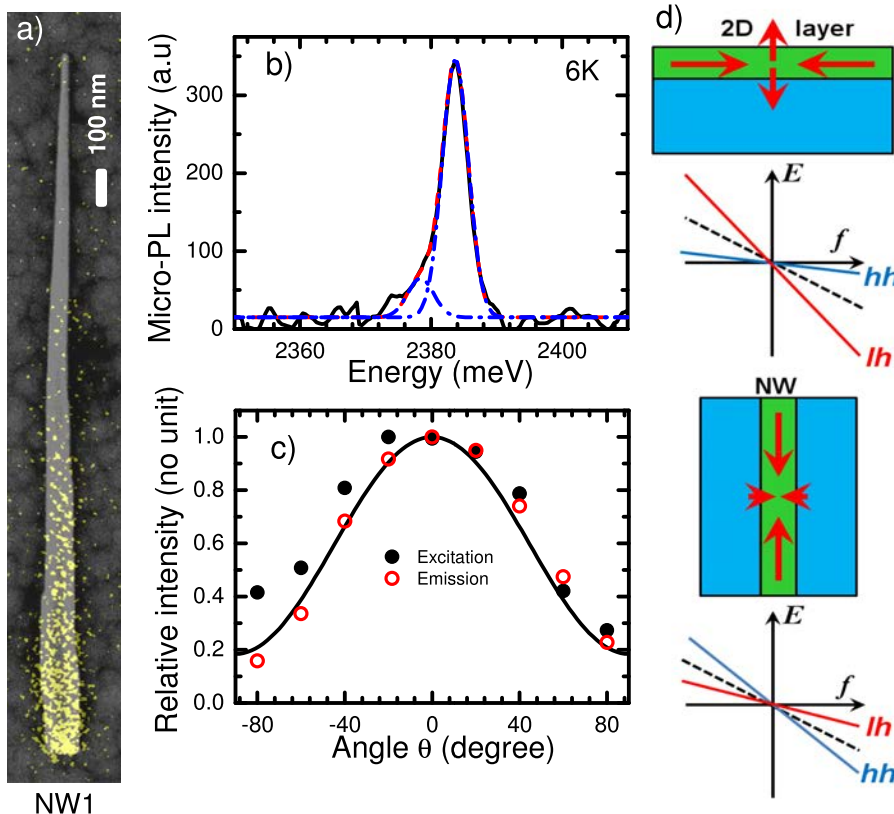 a)
100 nm
NW1
b)
6K
Micro-PL intensity (a.u)
300
200
100
0
2360
2380
2400
Energy (meV)
c)
Relative intensity (no unit)
1.0
0.8
0.6
0.4
0.2
0.0
Excitation
Emission
-80
-40
0
40
80
Angle θ (degree)
d)
2D layer
E
f
hh
lh
NW
E
f
lh
hh